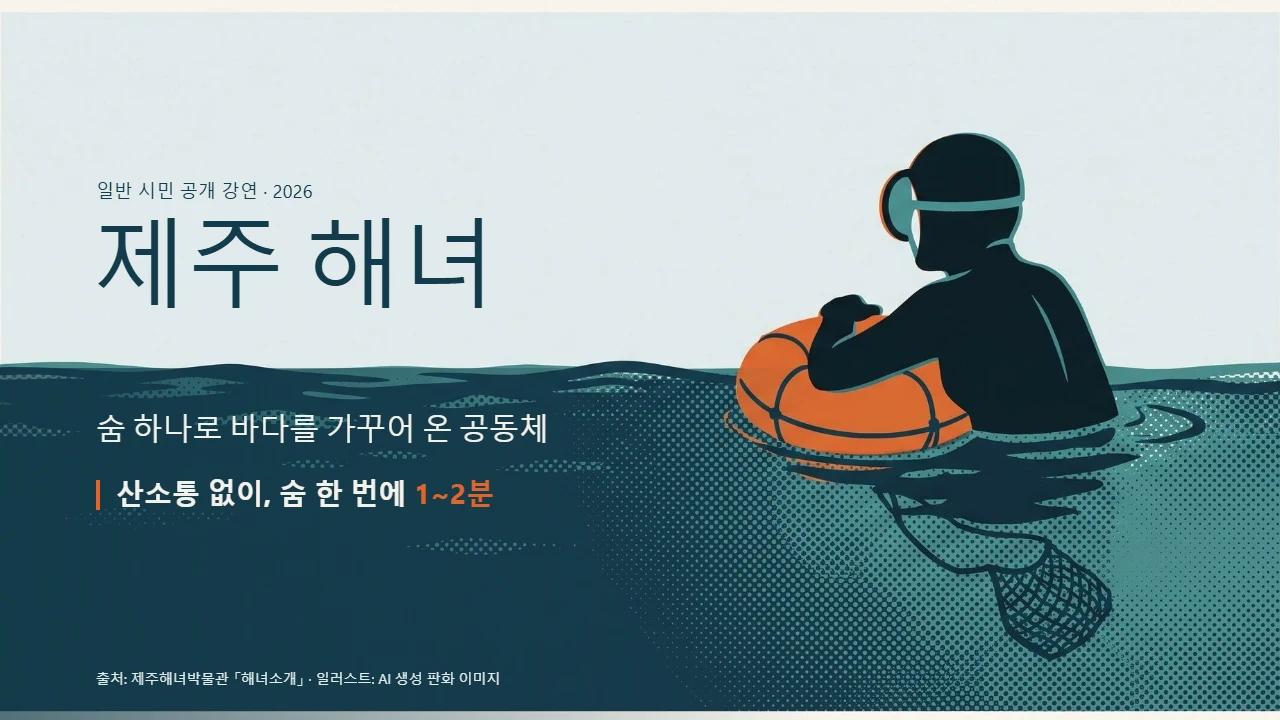 일반 시민 공개 강연 · 2026
제주 해녀
숨 하나로 바다를 가꾸어 온 공동체
산소통 없이, 숨 한 번에 1~2분
출처: 제주해녀박물관 「해녀소개」 · 일러스트: AI 생성 판화 이미지